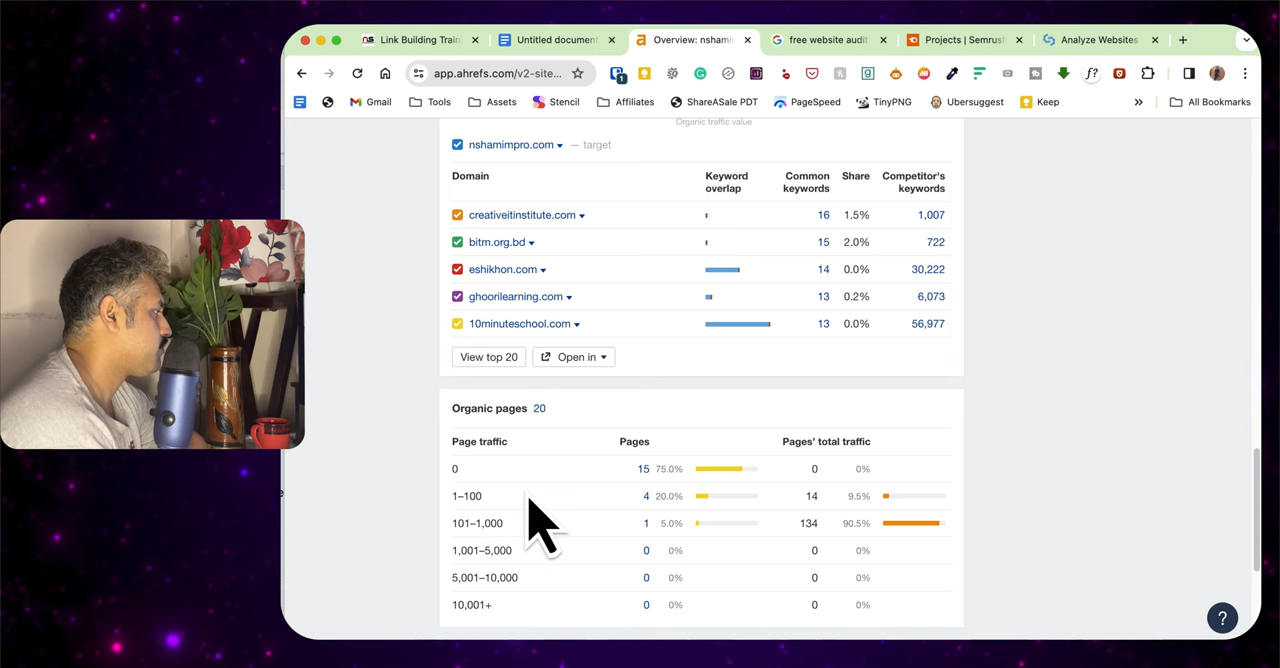 Link Building Train
Untitled document
Overview: nshami
free website audit
Projects | Semrush
Analyze Websites
app.ahrefs.com/v2-site...
1
f?
Gmail
Tools
Assets
Stencil
Affiliates
ShareASale PDT
PageSpeed
TinyPNG
Ubersuggest
Keep
»
All Bookmarks
Organic traffic value
nshamimpro.com — target
Domain Keyword overlap Common keywords Share Competitor's keywords
creativeitinstitute.com 16 1.5% 1,007
bitm.org.bd 15 2.0% 722
eshikhon.com 14 0.0% 30,222
ghoorilearning.com 13 0.2% 6,073
10minuteschool.com 13 0.0% 56,977
View top 20 Open in
Organic pages 20
Page traffic Pages Pages' total traffic
0 15 75.0% 0 0%
1–100 4 20.0% 14 9.5%
101–1,000 1 5.0% 134 90.5%
1,001–5,000 0 0% 0 0%
5,001–10,000 0 0% 0 0%
10,001+ 0 0% 0 0%
?